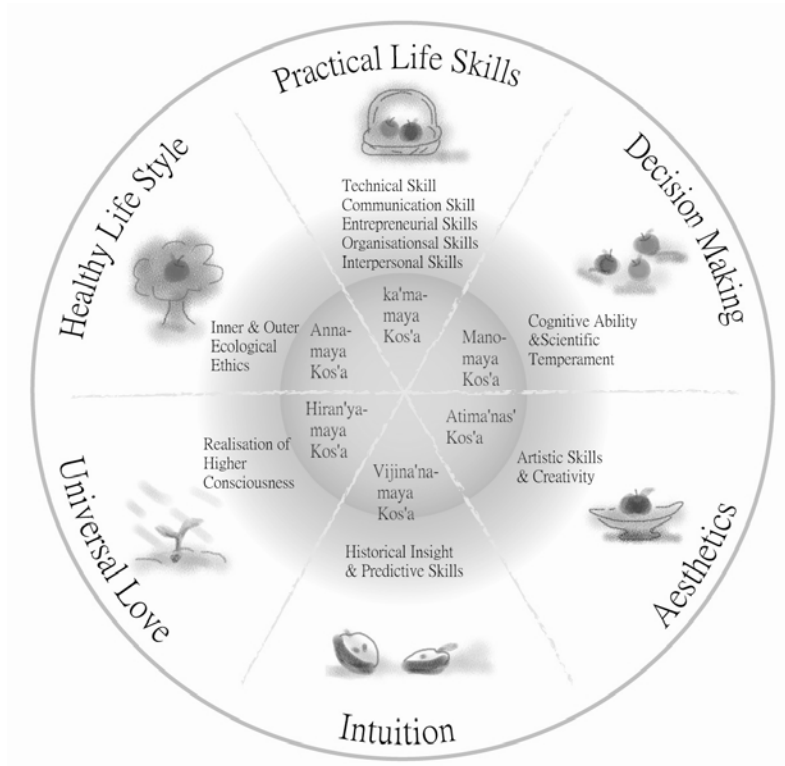 Practical Life Skills
Technical Skill
Communication Skill
Entrepreneurial Skills
Organisationsal Skills
Interpersonal Skills
ka'ma-
maya
Kos'a
Decision Making
Cognitive Ability
&Scientific
Temperament
Mano-
maya
Kos'a
Aesthetics
Artistic Skills
& Creativity
Atima'nas'
Kos'a
Intuition
Historical Insight
& Predictive Skills
Vijina'na-
maya
Kos'a
Universal Love
Realisation of
Higher
Consciousness
Hiran'ya-
maya
Kos'a
Healthy Life Style
Inner & Outer
Ecological
Ethics
Anna-
maya
Kos'a